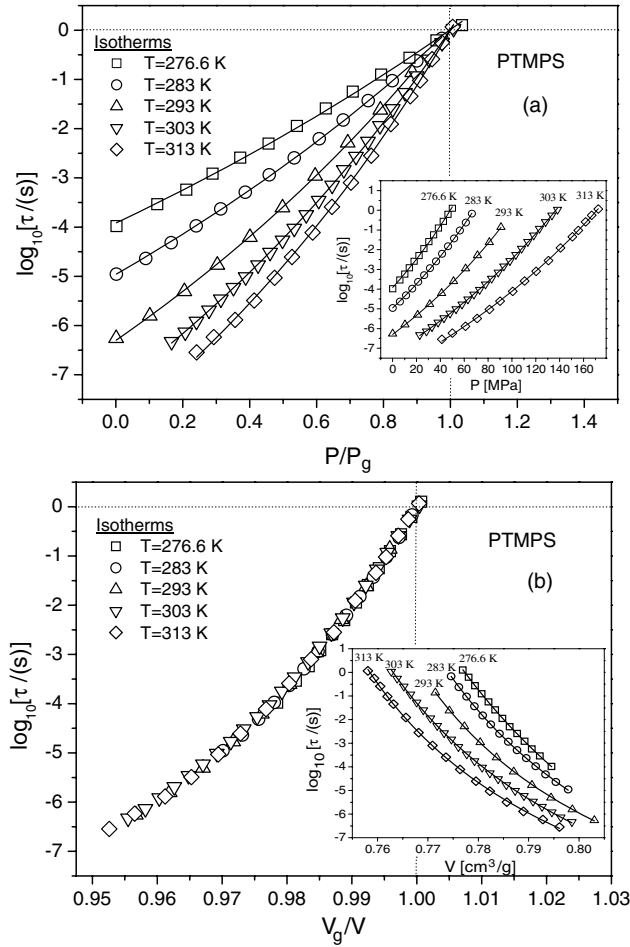 0
-1
-2
-3
-4
-5
-6
-7
log10[τ/(s)]
Isotherms
T=276.6 K
T=283 K
T=293 K
T=303 K
T=313 K
PTMPS
(a)
1
0
-1
-2
-3
-4
-5
-6
-7
log10[τ/(s)]
276.6 K
283 K
293 K
303 K
313 K
0 20 40 60 80 100 120 140 160
P [MPa]
0.0 0.2 0.4 0.6 0.8 1.0 1.2 1.4
P/Pg
0
-1
-2
-3
-4
-5
-6
-7
log10[τ/(s)]
Isotherms
T=276.6 K
T=283 K
T=293 K
T=303 K
T=313 K
PTMPS
(b)
1
0
-1
-2
-3
-4
-5
-6
-7
log10[τ/(s)]
313 K
303 K
293 K
283 K
276.6 K
0.76 0.77 0.78 0.79 0.80
V [cm³/g]
0.95 0.96 0.97 0.98 0.99 1.00 1.01 1.02 1.03
Vg/V